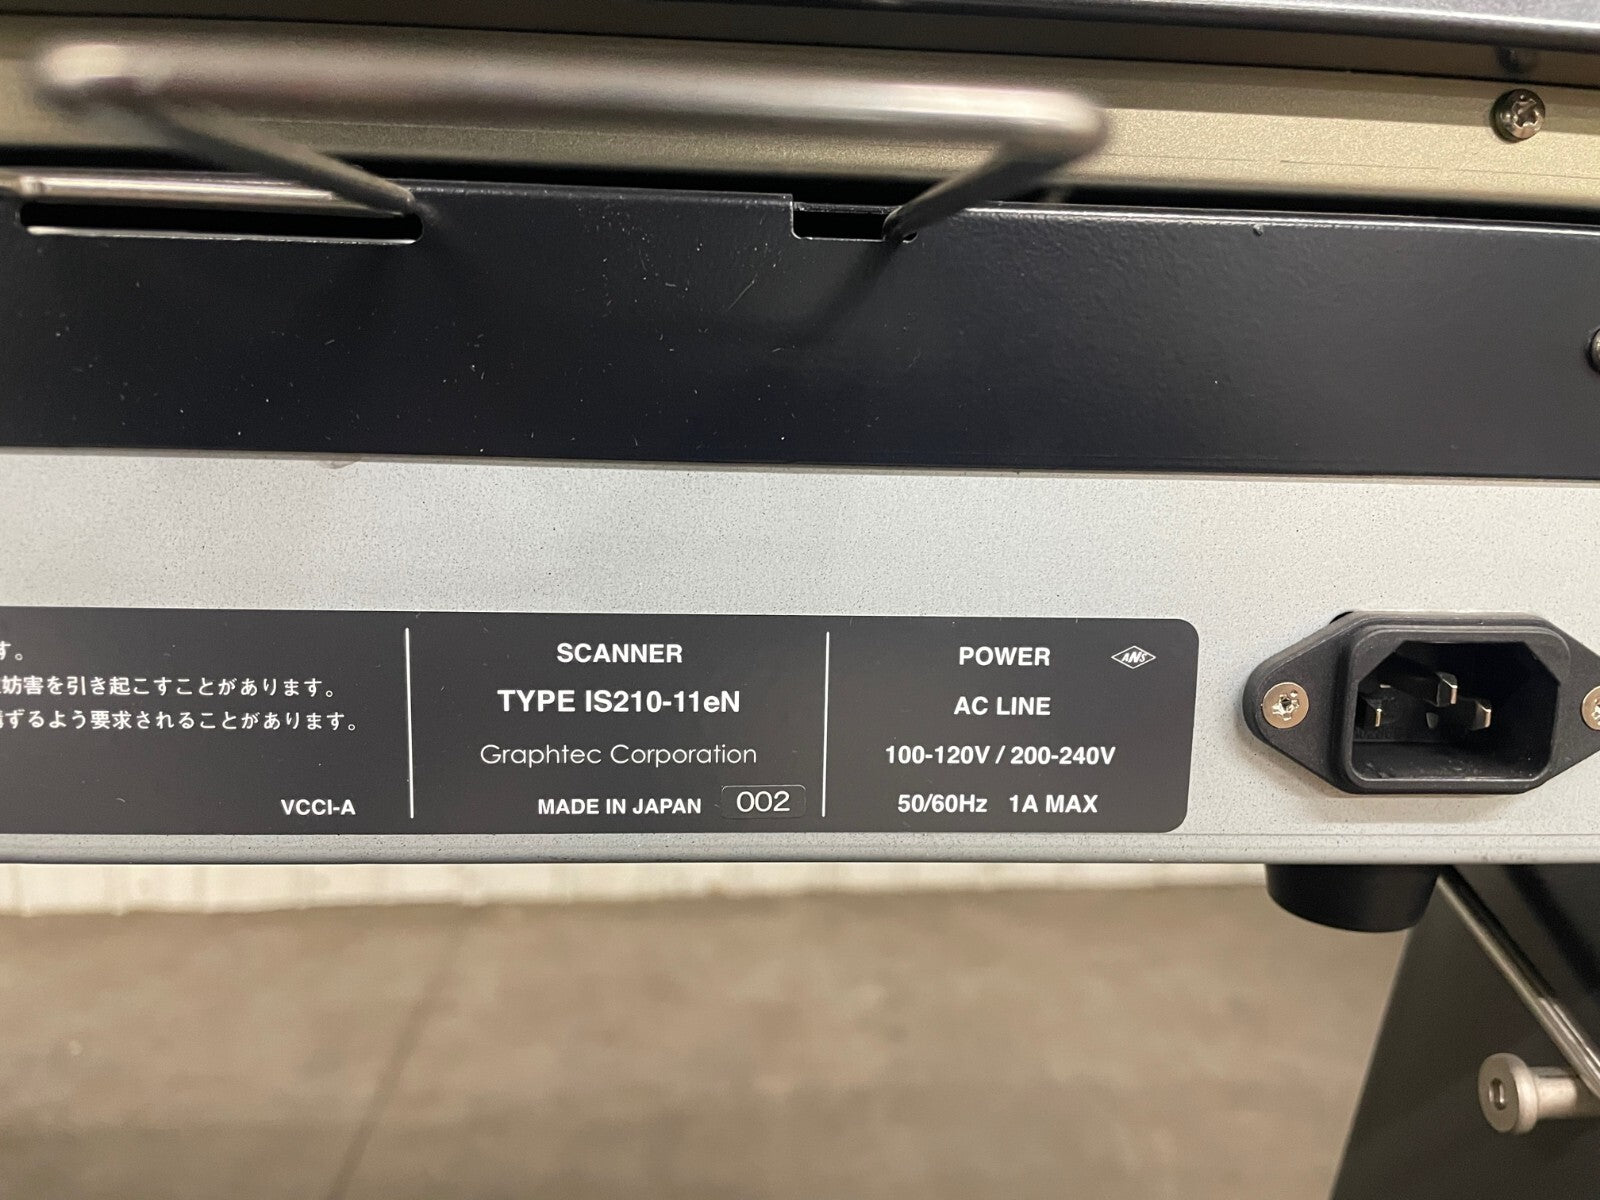 す。
妨害を引き起こすことがあります。
ずるよう要求されることがあります。
VCCI-A
SCANNER
TYPE IS210-11eN
Graphtec Corporation
MADE IN JAPAN 002
POWER ANS
AC LINE
100-120V / 200-240V
50/60Hz 1A MAX